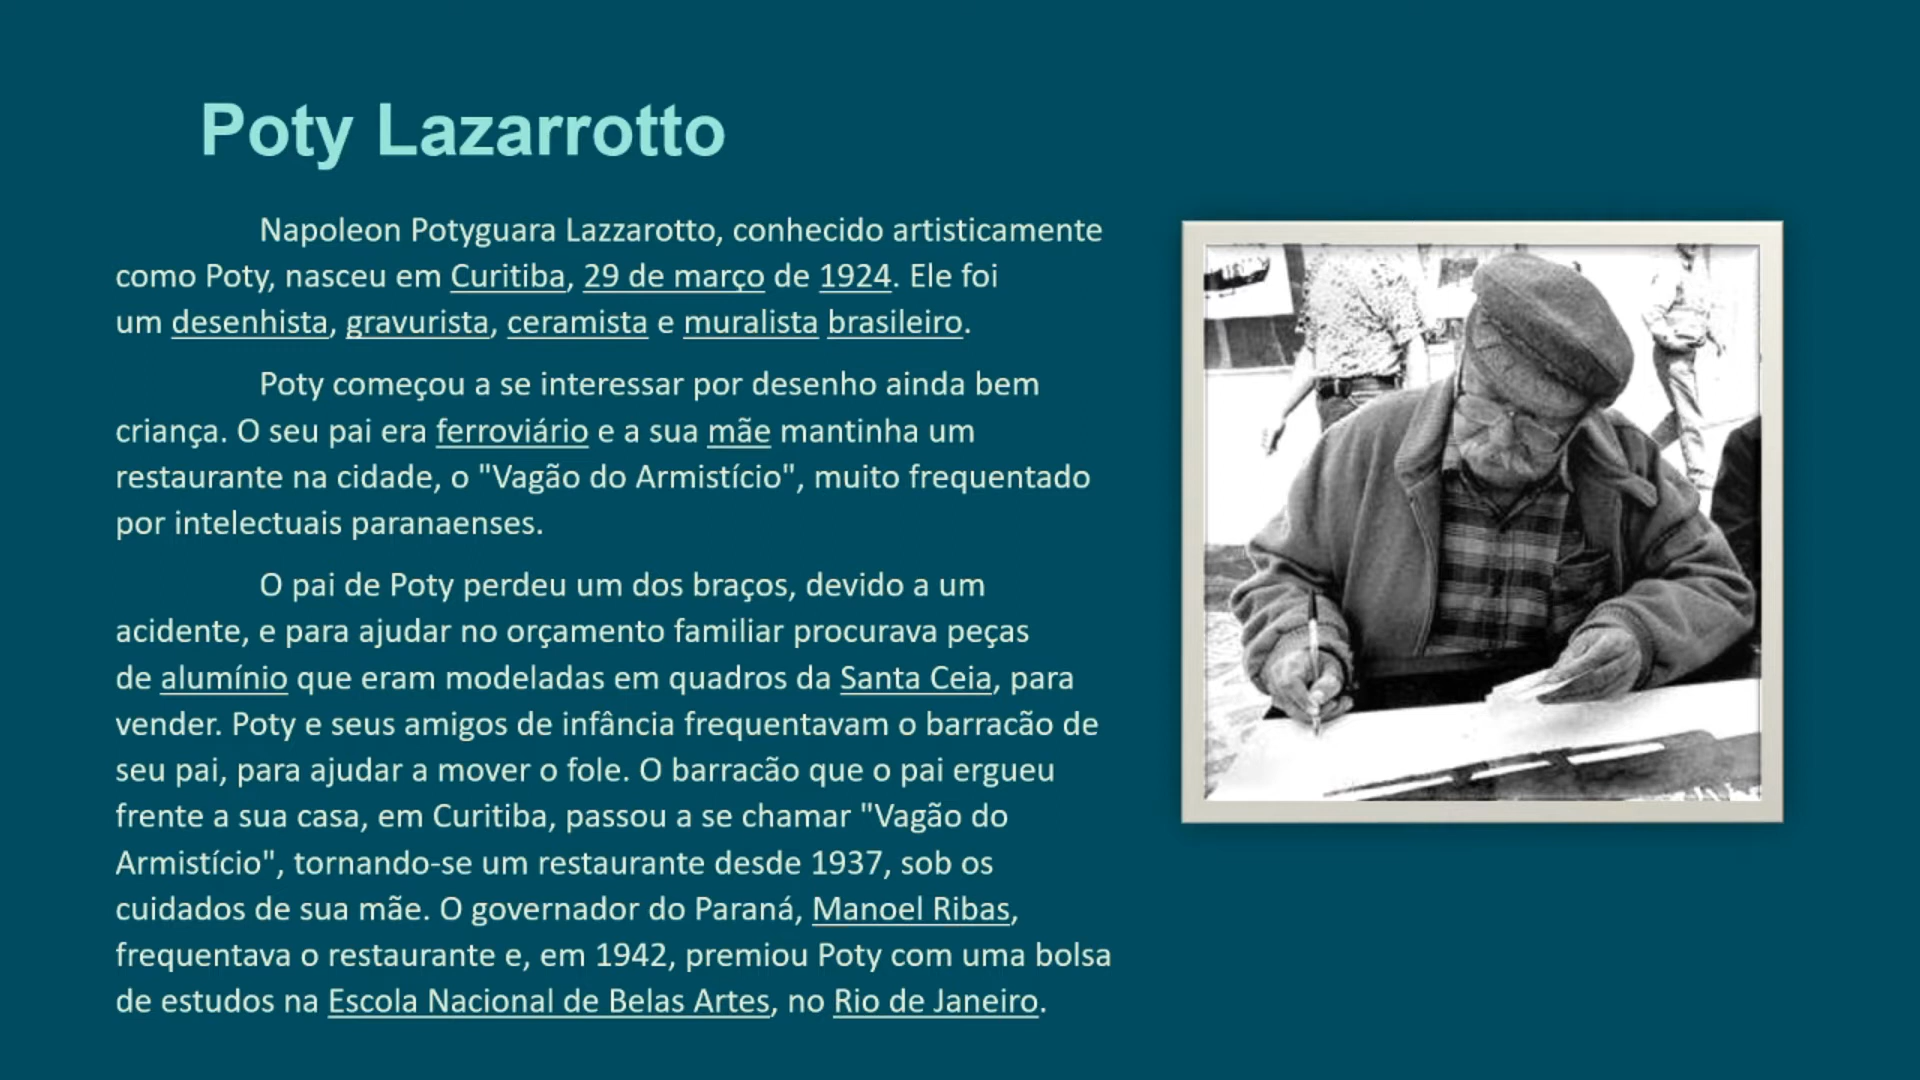 Poty Lazarrotto
Napoleon Potyguara Lazzarotto, conhecido artisticamente
como Poty, nasceu em Curitiba, 29 de março de 1924. Ele foi
um desenhista, gravurista, ceramista e muralista brasileiro.
Poty começou a se interessar por desenho ainda bem
criança. O seu pai era ferroviário e a sua mãe mantinha um
restaurante na cidade, o "Vagão do Armistício", muito frequentado
por intelectuais paranaenses.
O pai de Poty perdeu um dos braços, devido a um
acidente, e para ajudar no orçamento familiar procurava peças
de alumínio que eram modeladas em quadros da Santa Ceia, para
vender. Poty e seus amigos de infância frequentavam o barracão de
seu pai, para ajudar a mover o fole. O barracão que o pai ergueu
frente a sua casa, em Curitiba, passou a se chamar "Vagão do
Armistício", tornando-se um restaurante desde 1937, sob os
cuidados de sua mãe. O governador do Paraná, Manoel Ribas,
frequentava o restaurante e, em 1942, premiou Poty com uma bolsa
de estudos na Escola Nacional de Belas Artes, no Rio de Janeiro.